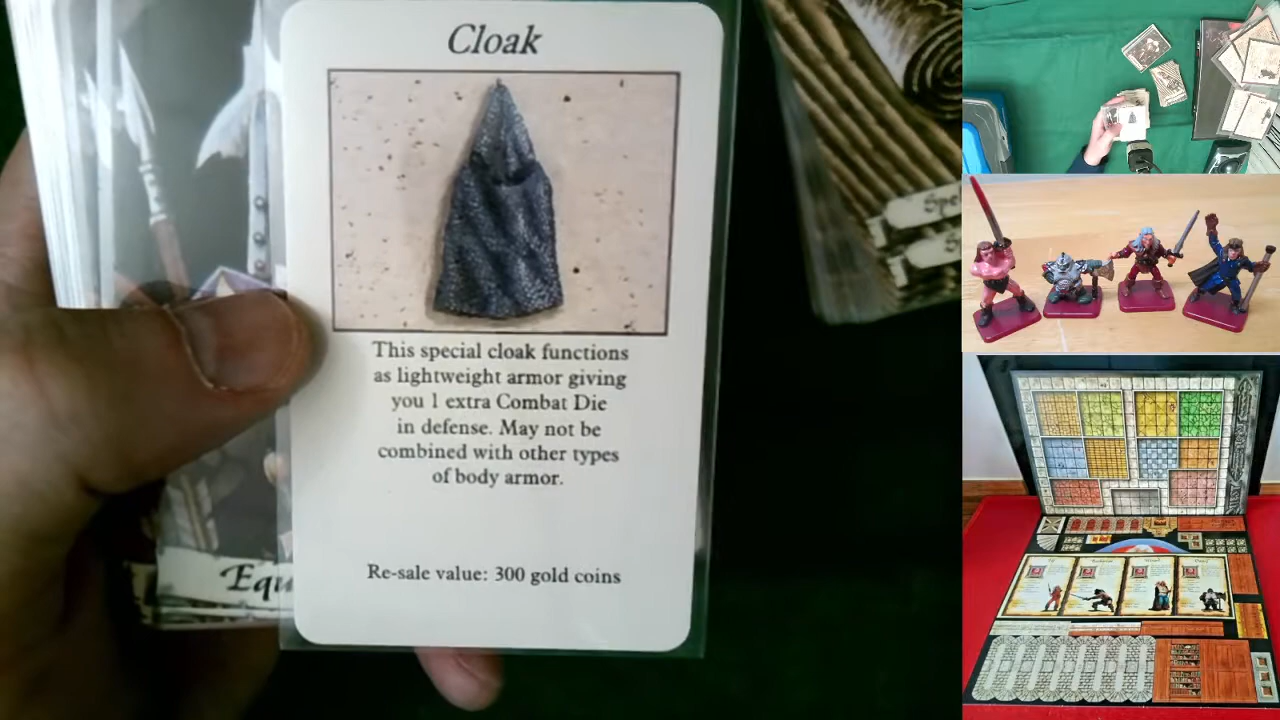 Cloak
This special cloak functions
as lightweight armor giving
you 1 extra Combat Die
in defense. May not be
combined with other types
of body armor.
Re-sale value: 300 gold coins
Equ
Spe